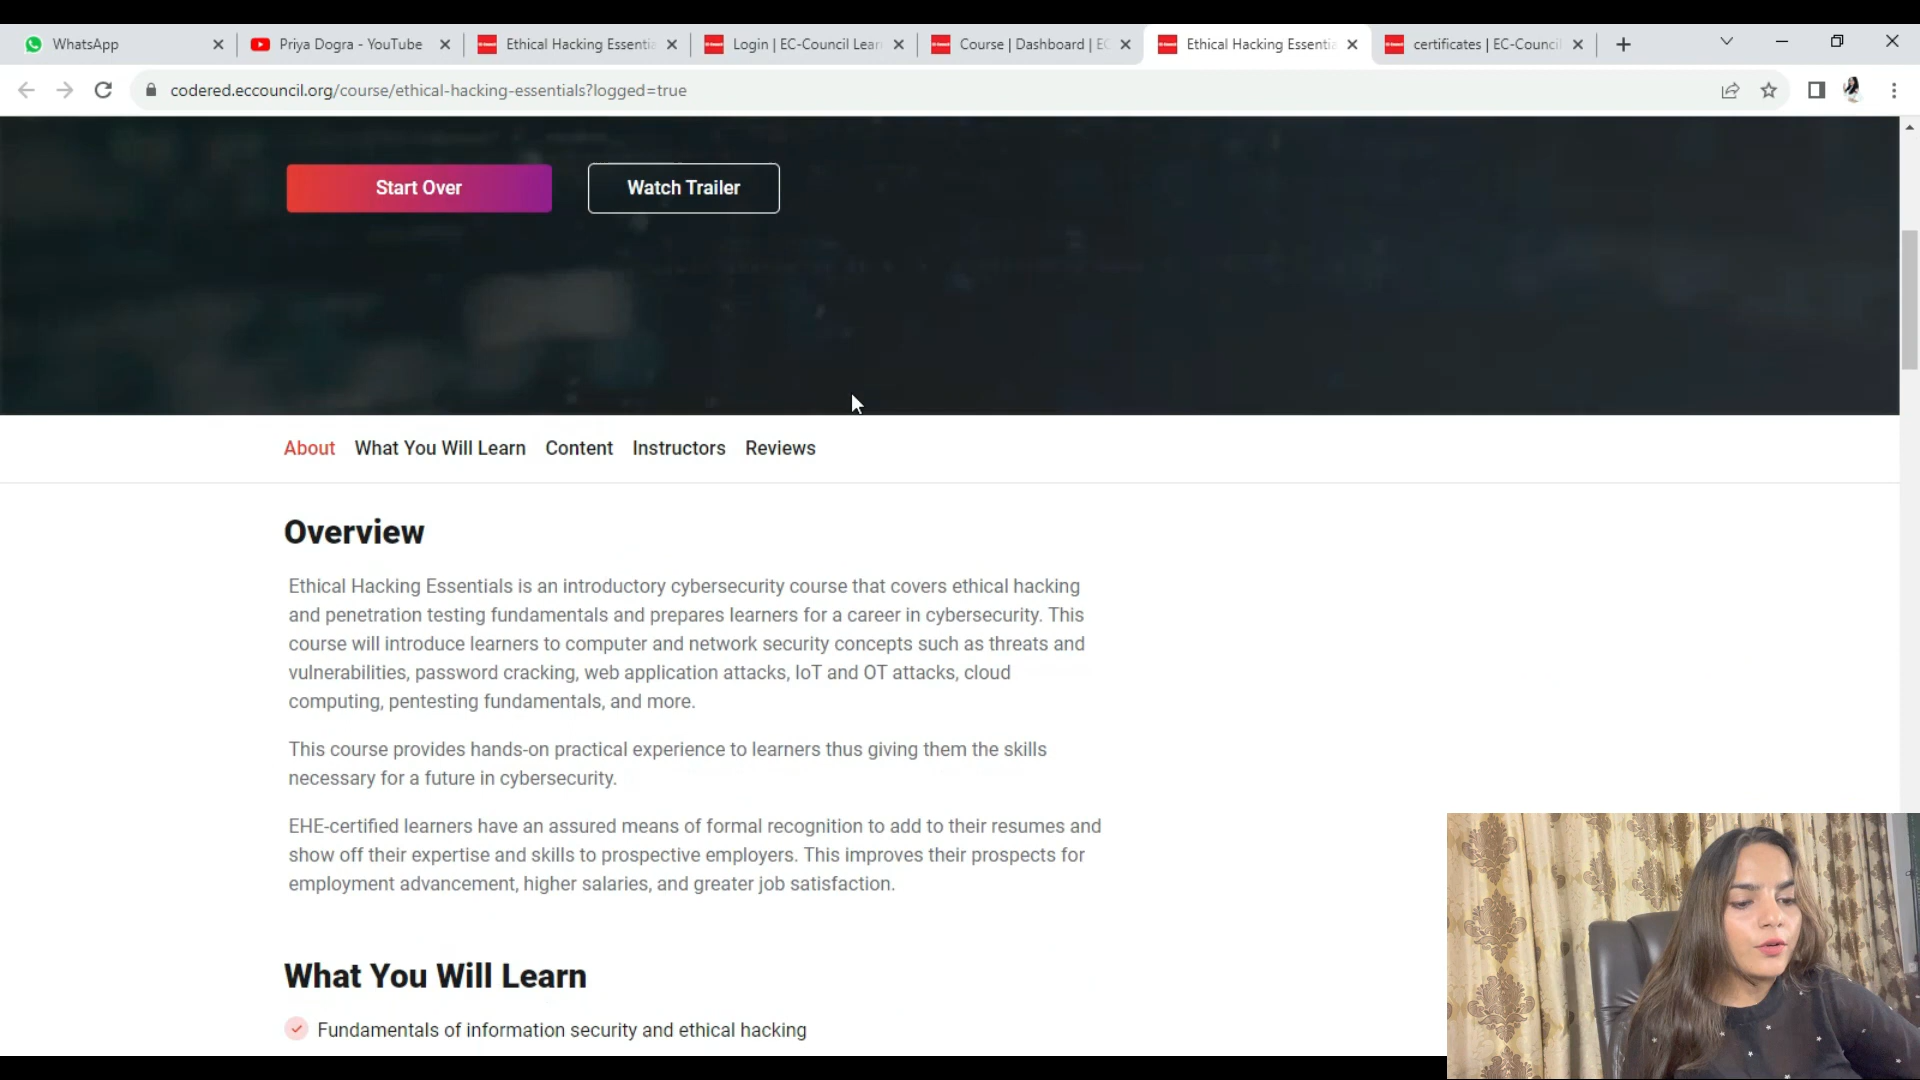 WhatsApp
Priya Dogra - YouTube
Ethical Hacking Essentia
Login | EC-Council Lear
Course | Dashboard | EC
Ethical Hacking Essentia
certificates | EC-Council
codered.eccouncil.org/course/ethical-hacking-essentials?logged=true
Start Over
Watch Trailer
About What You Will Learn Content Instructors Reviews
Overview
Ethical Hacking Essentials is an introductory cybersecurity course that covers ethical hacking
and penetration testing fundamentals and prepares learners for a career in cybersecurity. This
course will introduce learners to computer and network security concepts such as threats and
vulnerabilities, password cracking, web application attacks, IoT and OT attacks, cloud
computing, pentesting fundamentals, and more.
This course provides hands-on practical experience to learners thus giving them the skills
necessary for a future in cybersecurity.
EHE-certified learners have an assured means of formal recognition to add to their resumes and
show off their expertise and skills to prospective employers. This improves their prospects for
employment advancement, higher salaries, and greater job satisfaction.
What You Will Learn
Fundamentals of information security and ethical hacking